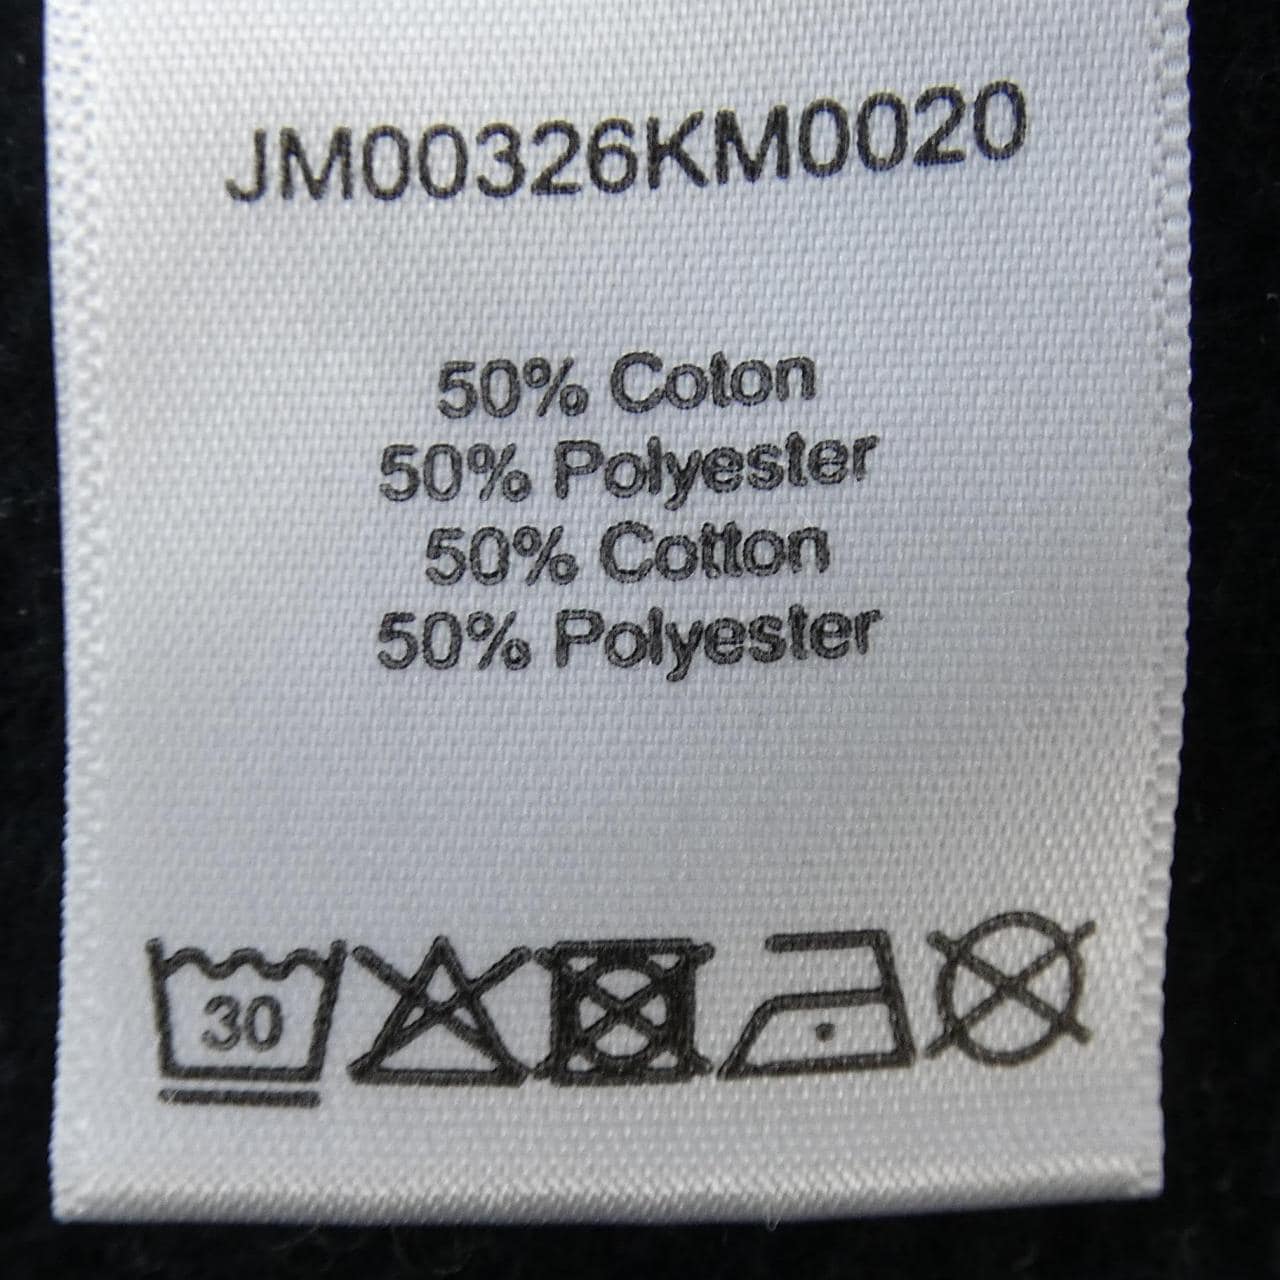 JM00326KM0020
50% Coton
50% Polyester
50% Cotton
50% Polyester
30